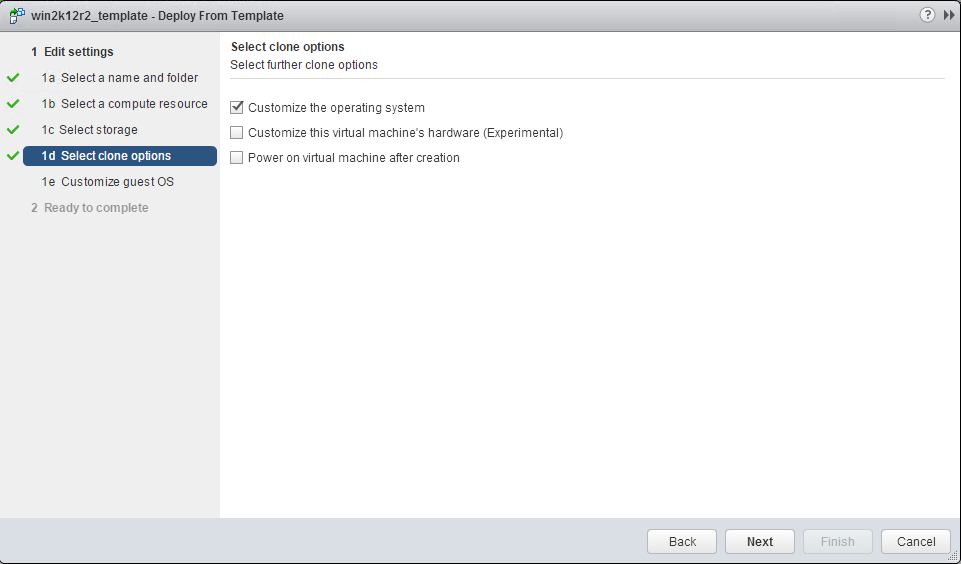 win2k12r2_template - Deploy From Template
?
1 Edit settings
1a Select a name and folder
1b Select a compute resource
1c Select storage
1d Select clone options
1e Customize guest OS
2 Ready to complete
Select clone options
Select further clone options
Customize the operating system
Customize this virtual machine's hardware (Experimental)
Power on virtual machine after creation
Back
Next
Finish
Cancel